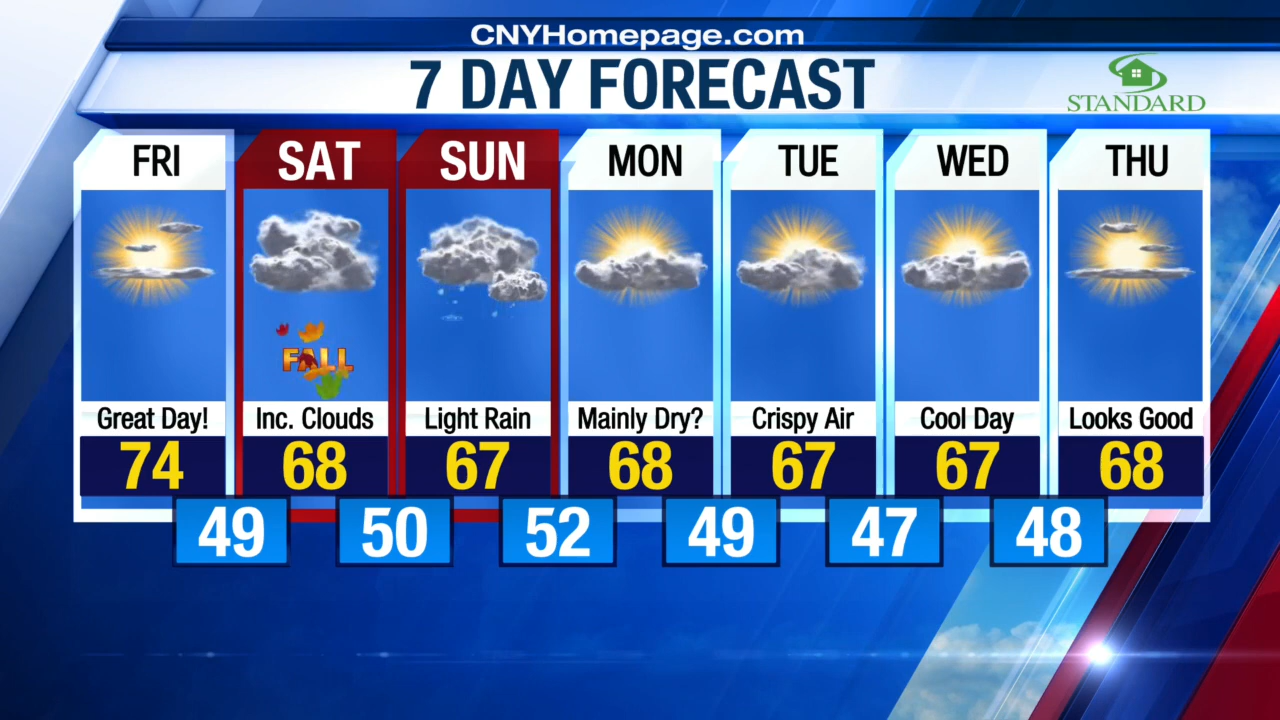 CNYHomepage.com
7 DAY FORECAST
STANDARD
FRI SAT SUN MON TUE WED THU
FALL
Great Day! Inc. Clouds Light Rain Mainly Dry? Crispy Air Cool Day Looks Good
74 68 67 68 67 67 68
49 50 52 49 47 48